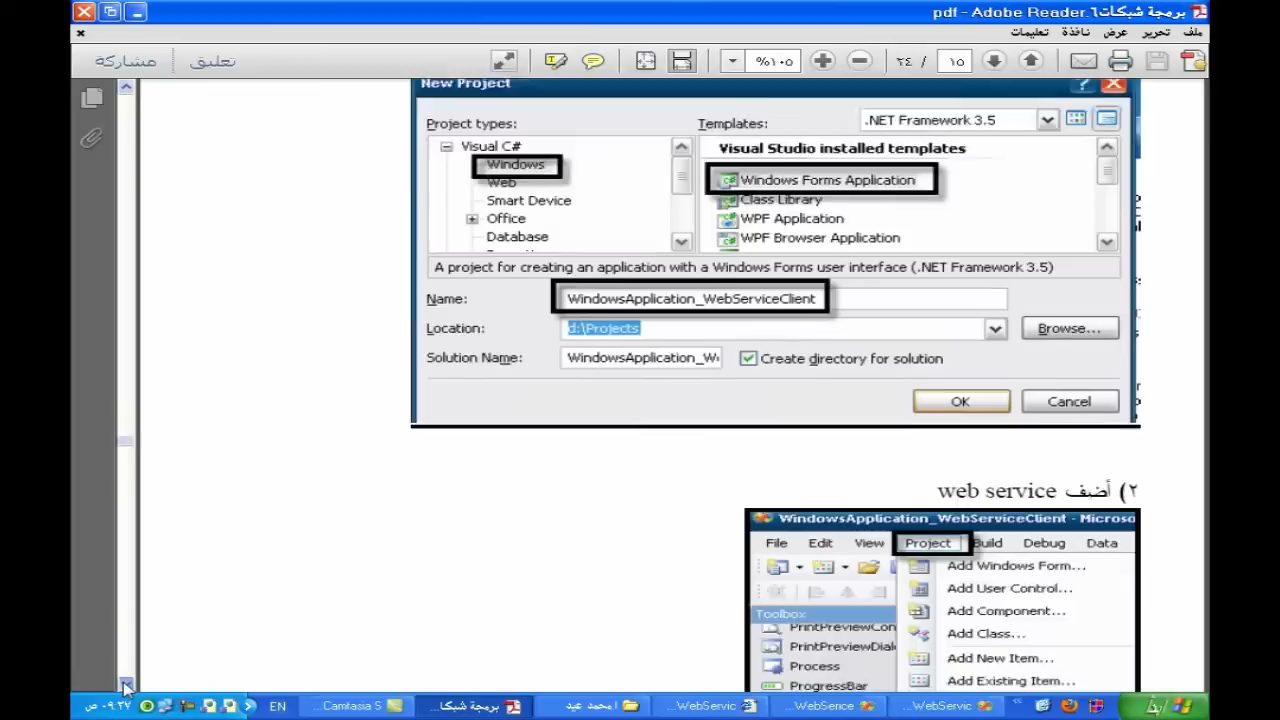 برمجة شبكات٦.pdf - Adobe Reader
ملف تحرير عرض نافذة تعليمات
١٥ / ٢٤ ١٠٥% تعليق مشاركة
New Project
Project types:
Templates:
.NET Framework 3.5
Visual C#
Windows
Web
Smart Device
Office
Database
Visual Studio installed templates
Windows Forms Application
Class Library
WPF Application
WPF Browser Application
A project for creating an application with a Windows Forms user interface (.NET Framework 3.5)
Name: WindowsApplication_WebServiceClient
Location: d:\Projects Browse...
Solution Name: WindowsApplication_We Create directory for solution
OK Cancel
٢) أضف web service
WindowsApplication_WebServiceClient - Microso
File Edit View Project Build Debug Data
Add Windows Form...
Add User Control...
Add Component...
Add Class...
Add New Item...
Add Existing Item...
Toolbox
PrintPreviewCon
PrintPreviewDial
Process
ProgressBar
ابدأ
WebServic...
WebSerince...
WebServic...
محمد عيد ا...
برمجة شبكا...
Camtasia S...
EN
٠٩:٣٧ ص